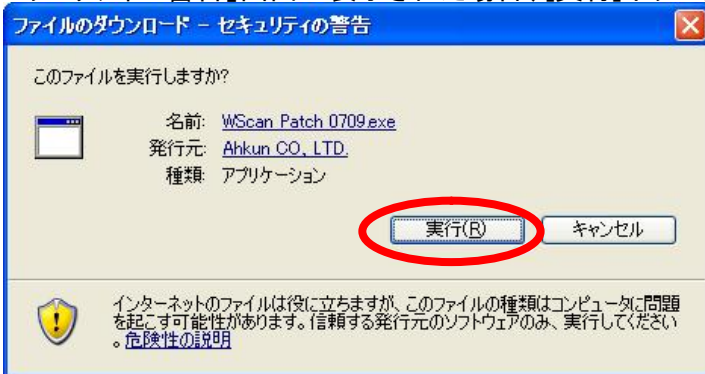 ファイルのダウンロード - セキュリティの警告
このファイルを実行しますか?
名前: WScan Patch 0709.exe
発行元: Ahkun CO, LTD.
種類: アプリケーション
実行(R) キャンセル
インターネットのファイルは役に立ちますが、このファイルの種類はコンピュータに問題
を起こす可能性があります。信頼する発行元のソフトウェアのみ、実行してください
。危険性の説明